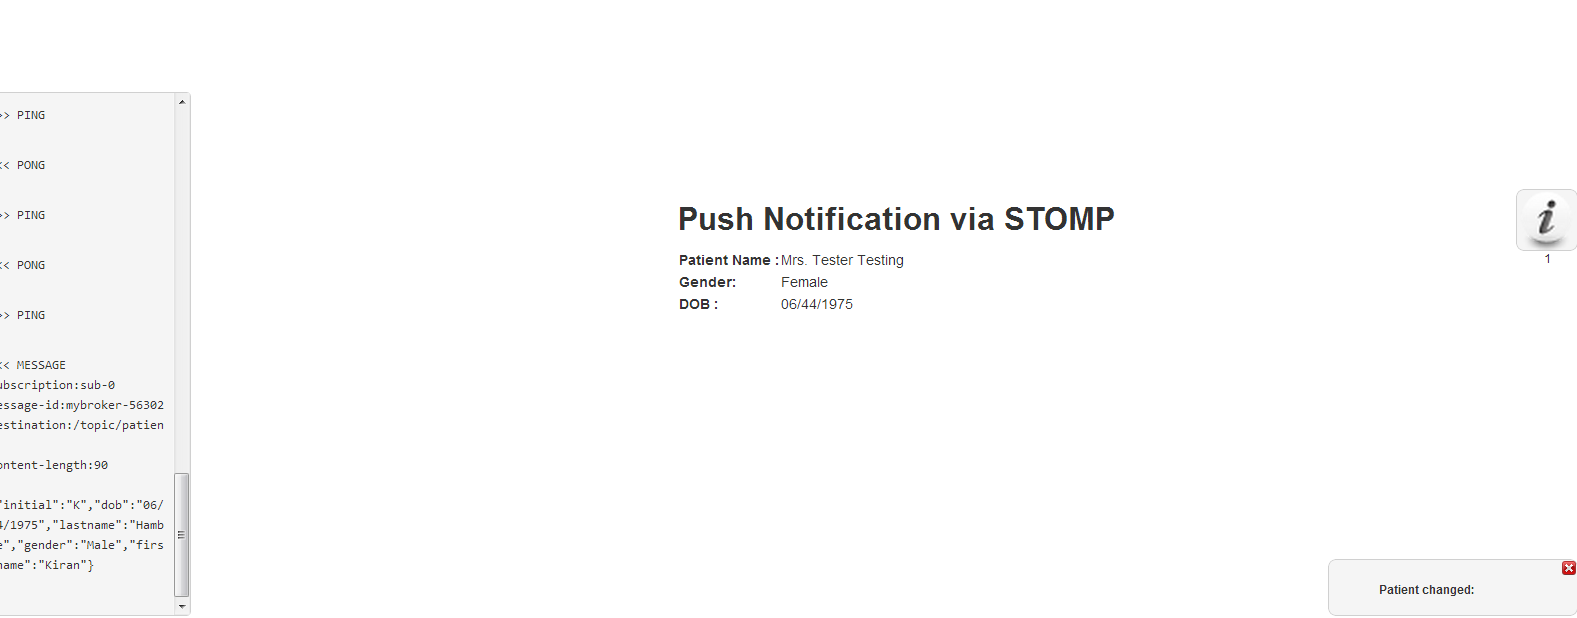 > PING
< PONG
> PING
< PONG
> PING
< MESSAGE
ubscription:sub-0
essage-id:mybroker-56302
estination:/topic/patien
ontent-length:90
"initial":"K","dob":"06/
4/1975","lastname":"Hamb
e","gender":"Male","firs
name":"Kiran"}
Push Notification via STOMP
Patient Name : Mrs. Tester Testing
Gender: Female
DOB : 06/44/1975
i
1
Patient changed: